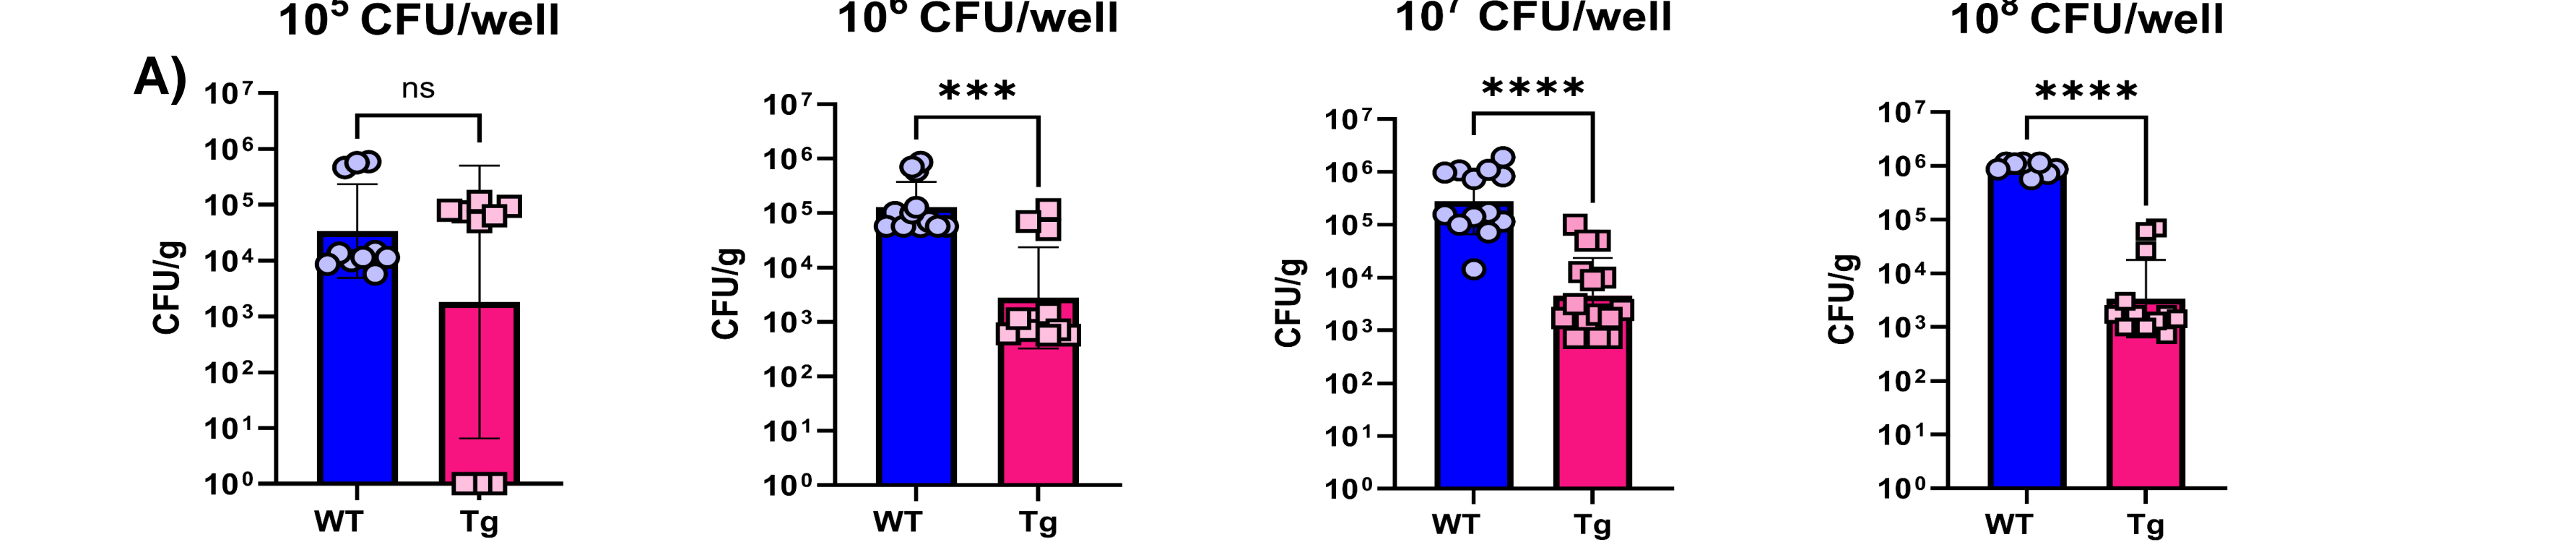 10⁵ CFU/well
10⁶ CFU/well
10⁷ CFU/well
10⁸ CFU/well
A)
ns
10⁷
10⁶
10⁵
10⁴
10³
10²
10¹
10⁰
CFU/g
WT
Tg
***
10⁷
10⁶
10⁵
10⁴
10³
10²
10¹
10⁰
CFU/g
WT
Tg
****
10⁷
10⁶
10⁵
10⁴
10³
10²
10¹
10⁰
CFU/g
WT
Tg
****
10⁷
10⁶
10⁵
10⁴
10³
10²
10¹
10⁰
CFU/g
WT
Tg